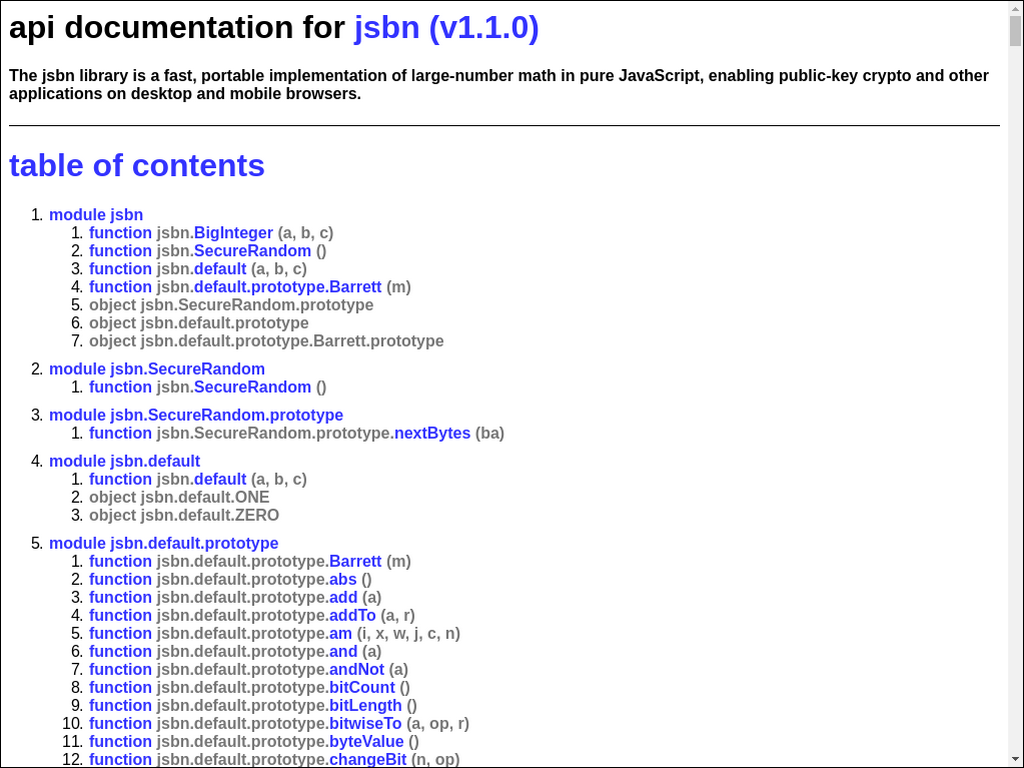 api documentation for jsbn (v1.1.0)
The jsbn library is a fast, portable implementation of large-number math in pure JavaScript, enabling public-key crypto and other
applications on desktop and mobile browsers.
table of contents
1. module jsbn
1. function jsbn.BigInteger (a, b, c)
2. function jsbn.SecureRandom ()
3. function jsbn.default (a, b, c)
4. function jsbn.default.prototype.Barrett (m)
5. object jsbn.SecureRandom.prototype
6. object jsbn.default.prototype
7. object jsbn.default.prototype.Barrett.prototype
2. module jsbn.SecureRandom
1. function jsbn.SecureRandom ()
3. module jsbn.SecureRandom.prototype
1. function jsbn.SecureRandom.prototype.nextBytes (ba)
4. module jsbn.default
1. function jsbn.default (a, b, c)
2. object jsbn.default.ONE
3. object jsbn.default.ZERO
5. module jsbn.default.prototype
1. function jsbn.default.prototype.Barrett (m)
2. function jsbn.default.prototype.abs ()
3. function jsbn.default.prototype.add (a)
4. function jsbn.default.prototype.addTo (a, r)
5. function jsbn.default.prototype.am (i, x, w, j, c, n)
6. function jsbn.default.prototype.and (a)
7. function jsbn.default.prototype.andNot (a)
8. function jsbn.default.prototype.bitCount ()
9. function jsbn.default.prototype.bitLength ()
10. function jsbn.default.prototype.bitwiseTo (a, op, r)
11. function jsbn.default.prototype.byteValue ()
12. function jsbn.default.prototype.changeBit (n, op)